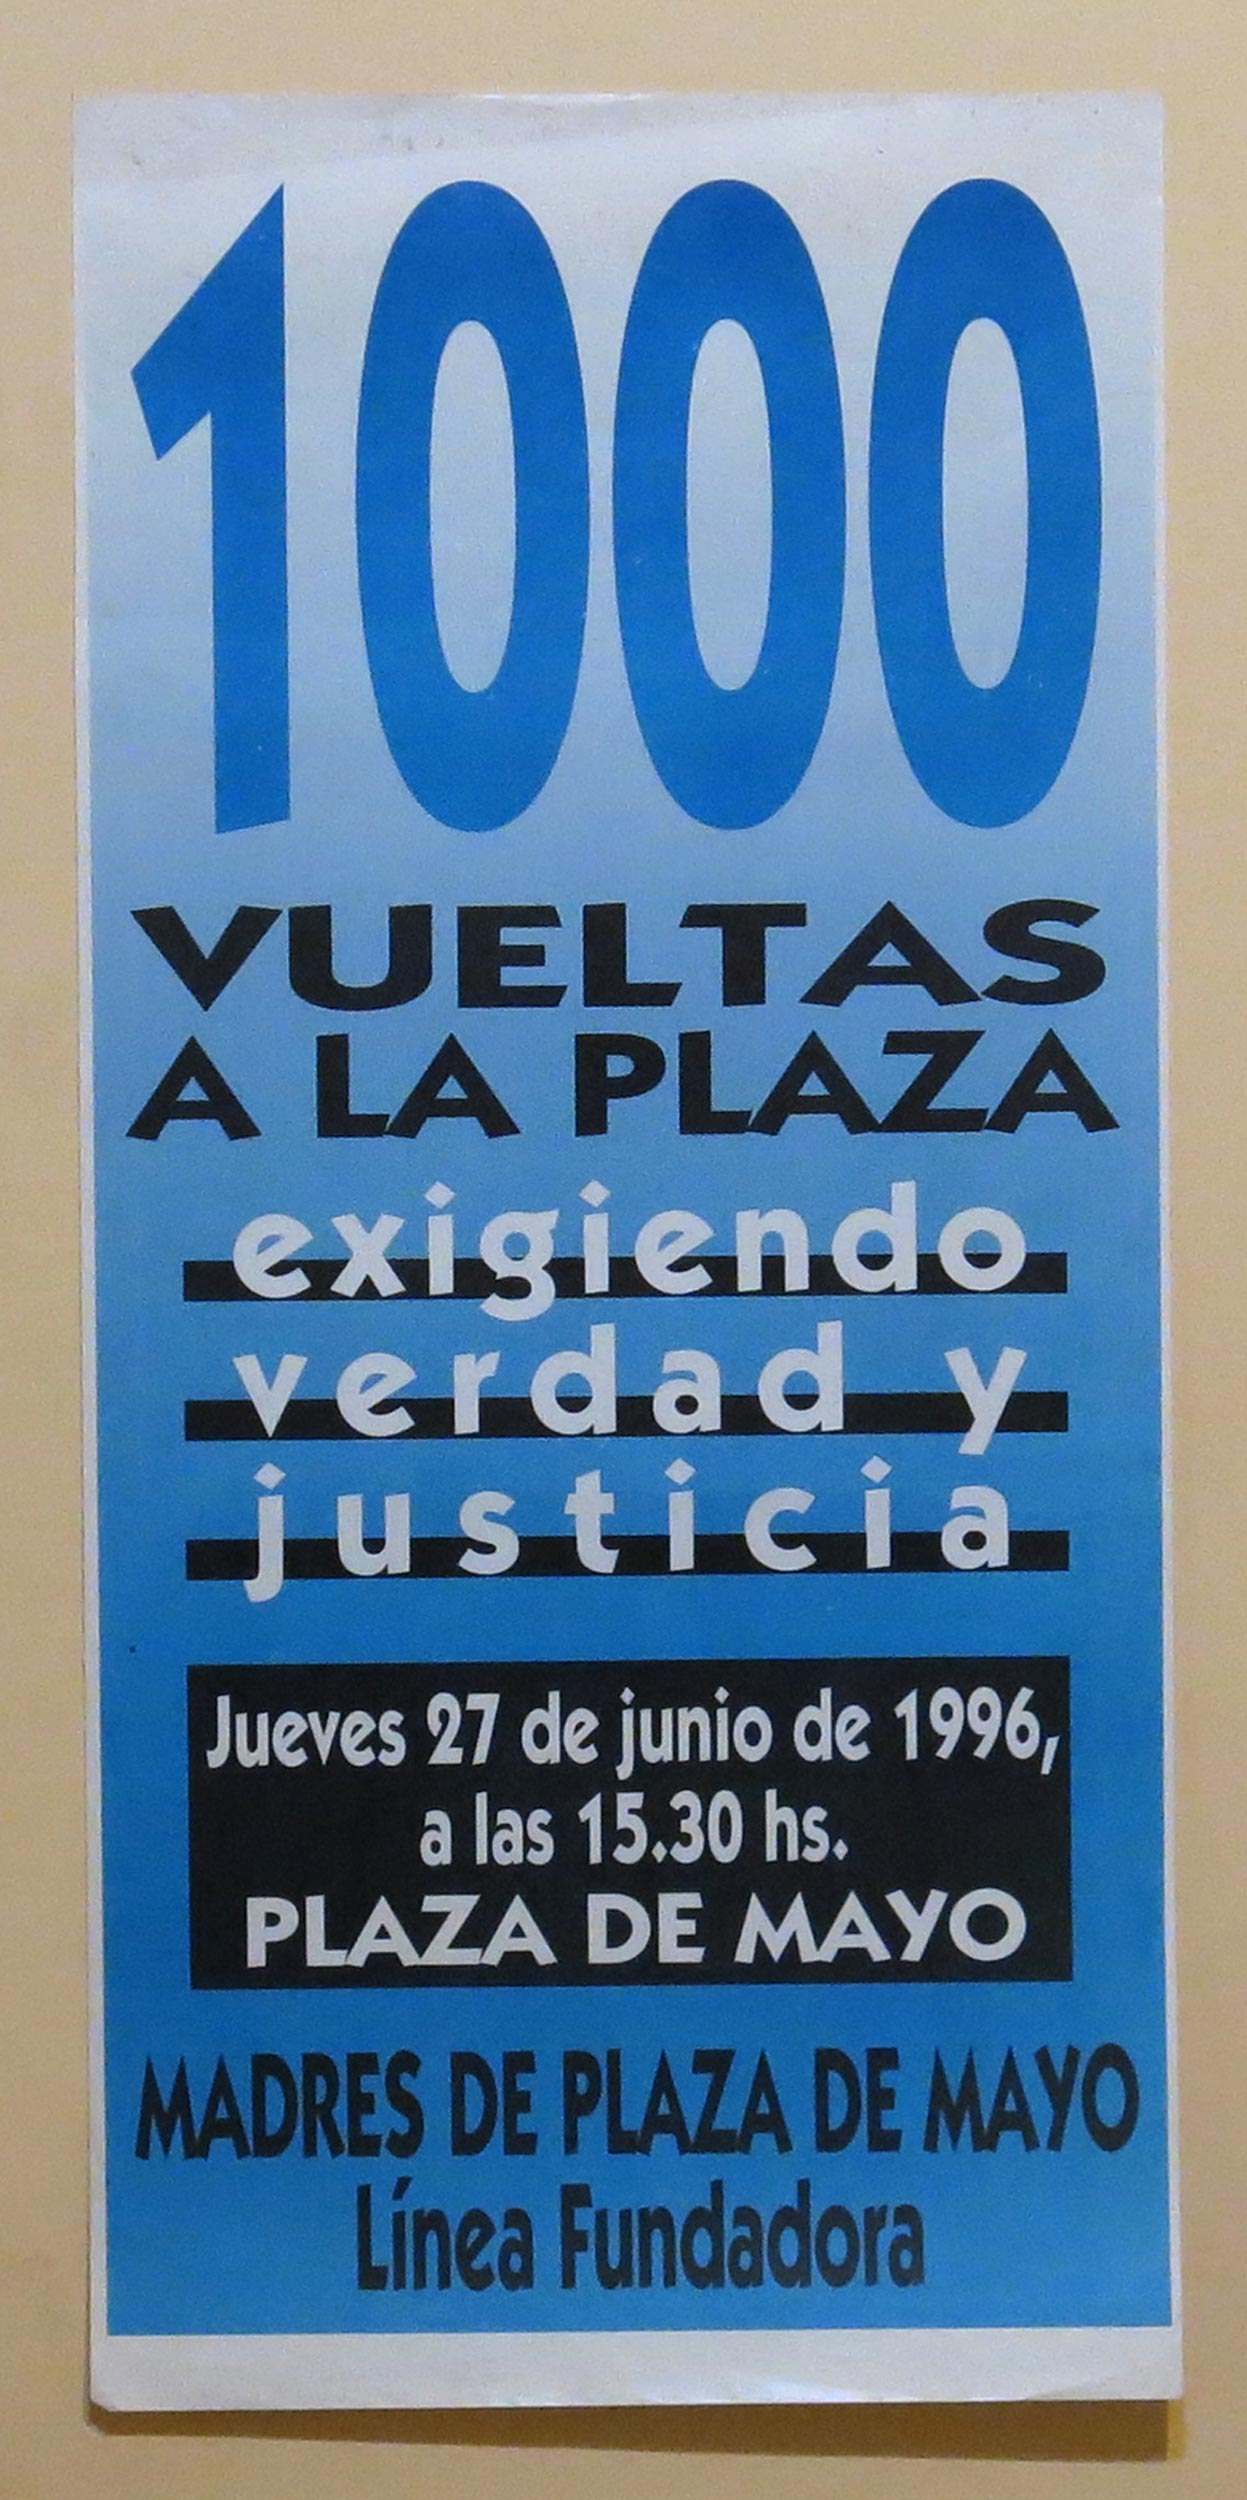 1000
VUELTAS
A LA PLAZA
exigiendo
verdad y
justicia
Jueves 27 de junio de 1996,
a las 15.30 hs.
PLAZA DE MAYO
MADRES DE PLAZA DE MAYO
Línea Fundadora